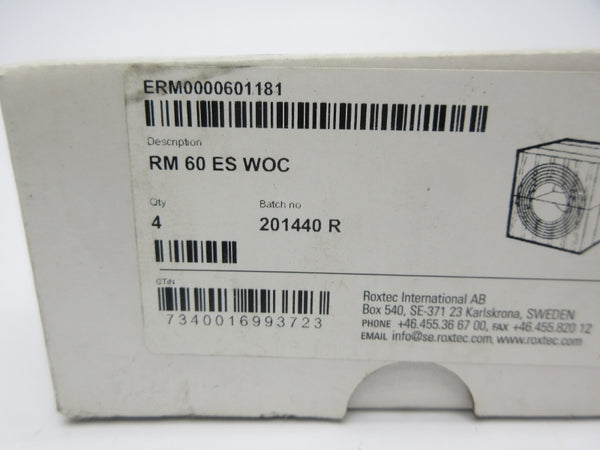 ERM0000601181
Description
RM 60 ES WOC
Qty
Batch no
4
201440 R
GTIN
7340016993723
Roxtec International AB
Box 540, SE-371 23 Karlskrona, SWEDEN
PHONE +46.455.36 67 00, FAX +46.455.820 12
EMAIL info@se.roxtec.com, www.roxtec.com